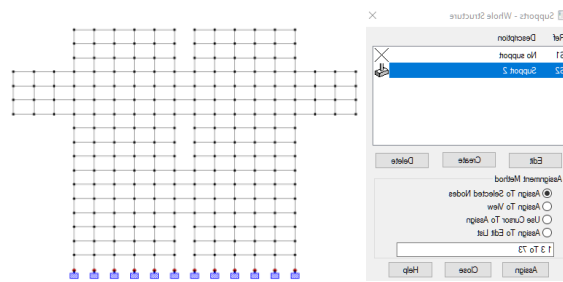 Supports - Whole Structure
Ref Description
S1 No support
S2 Support 2
Edit Create Delete
Assignment Method
Assign To Selected Nodes
Assign To View
Use Cursor To Assign
Assign To Edit List
1 3 To 73
Assign Close Help